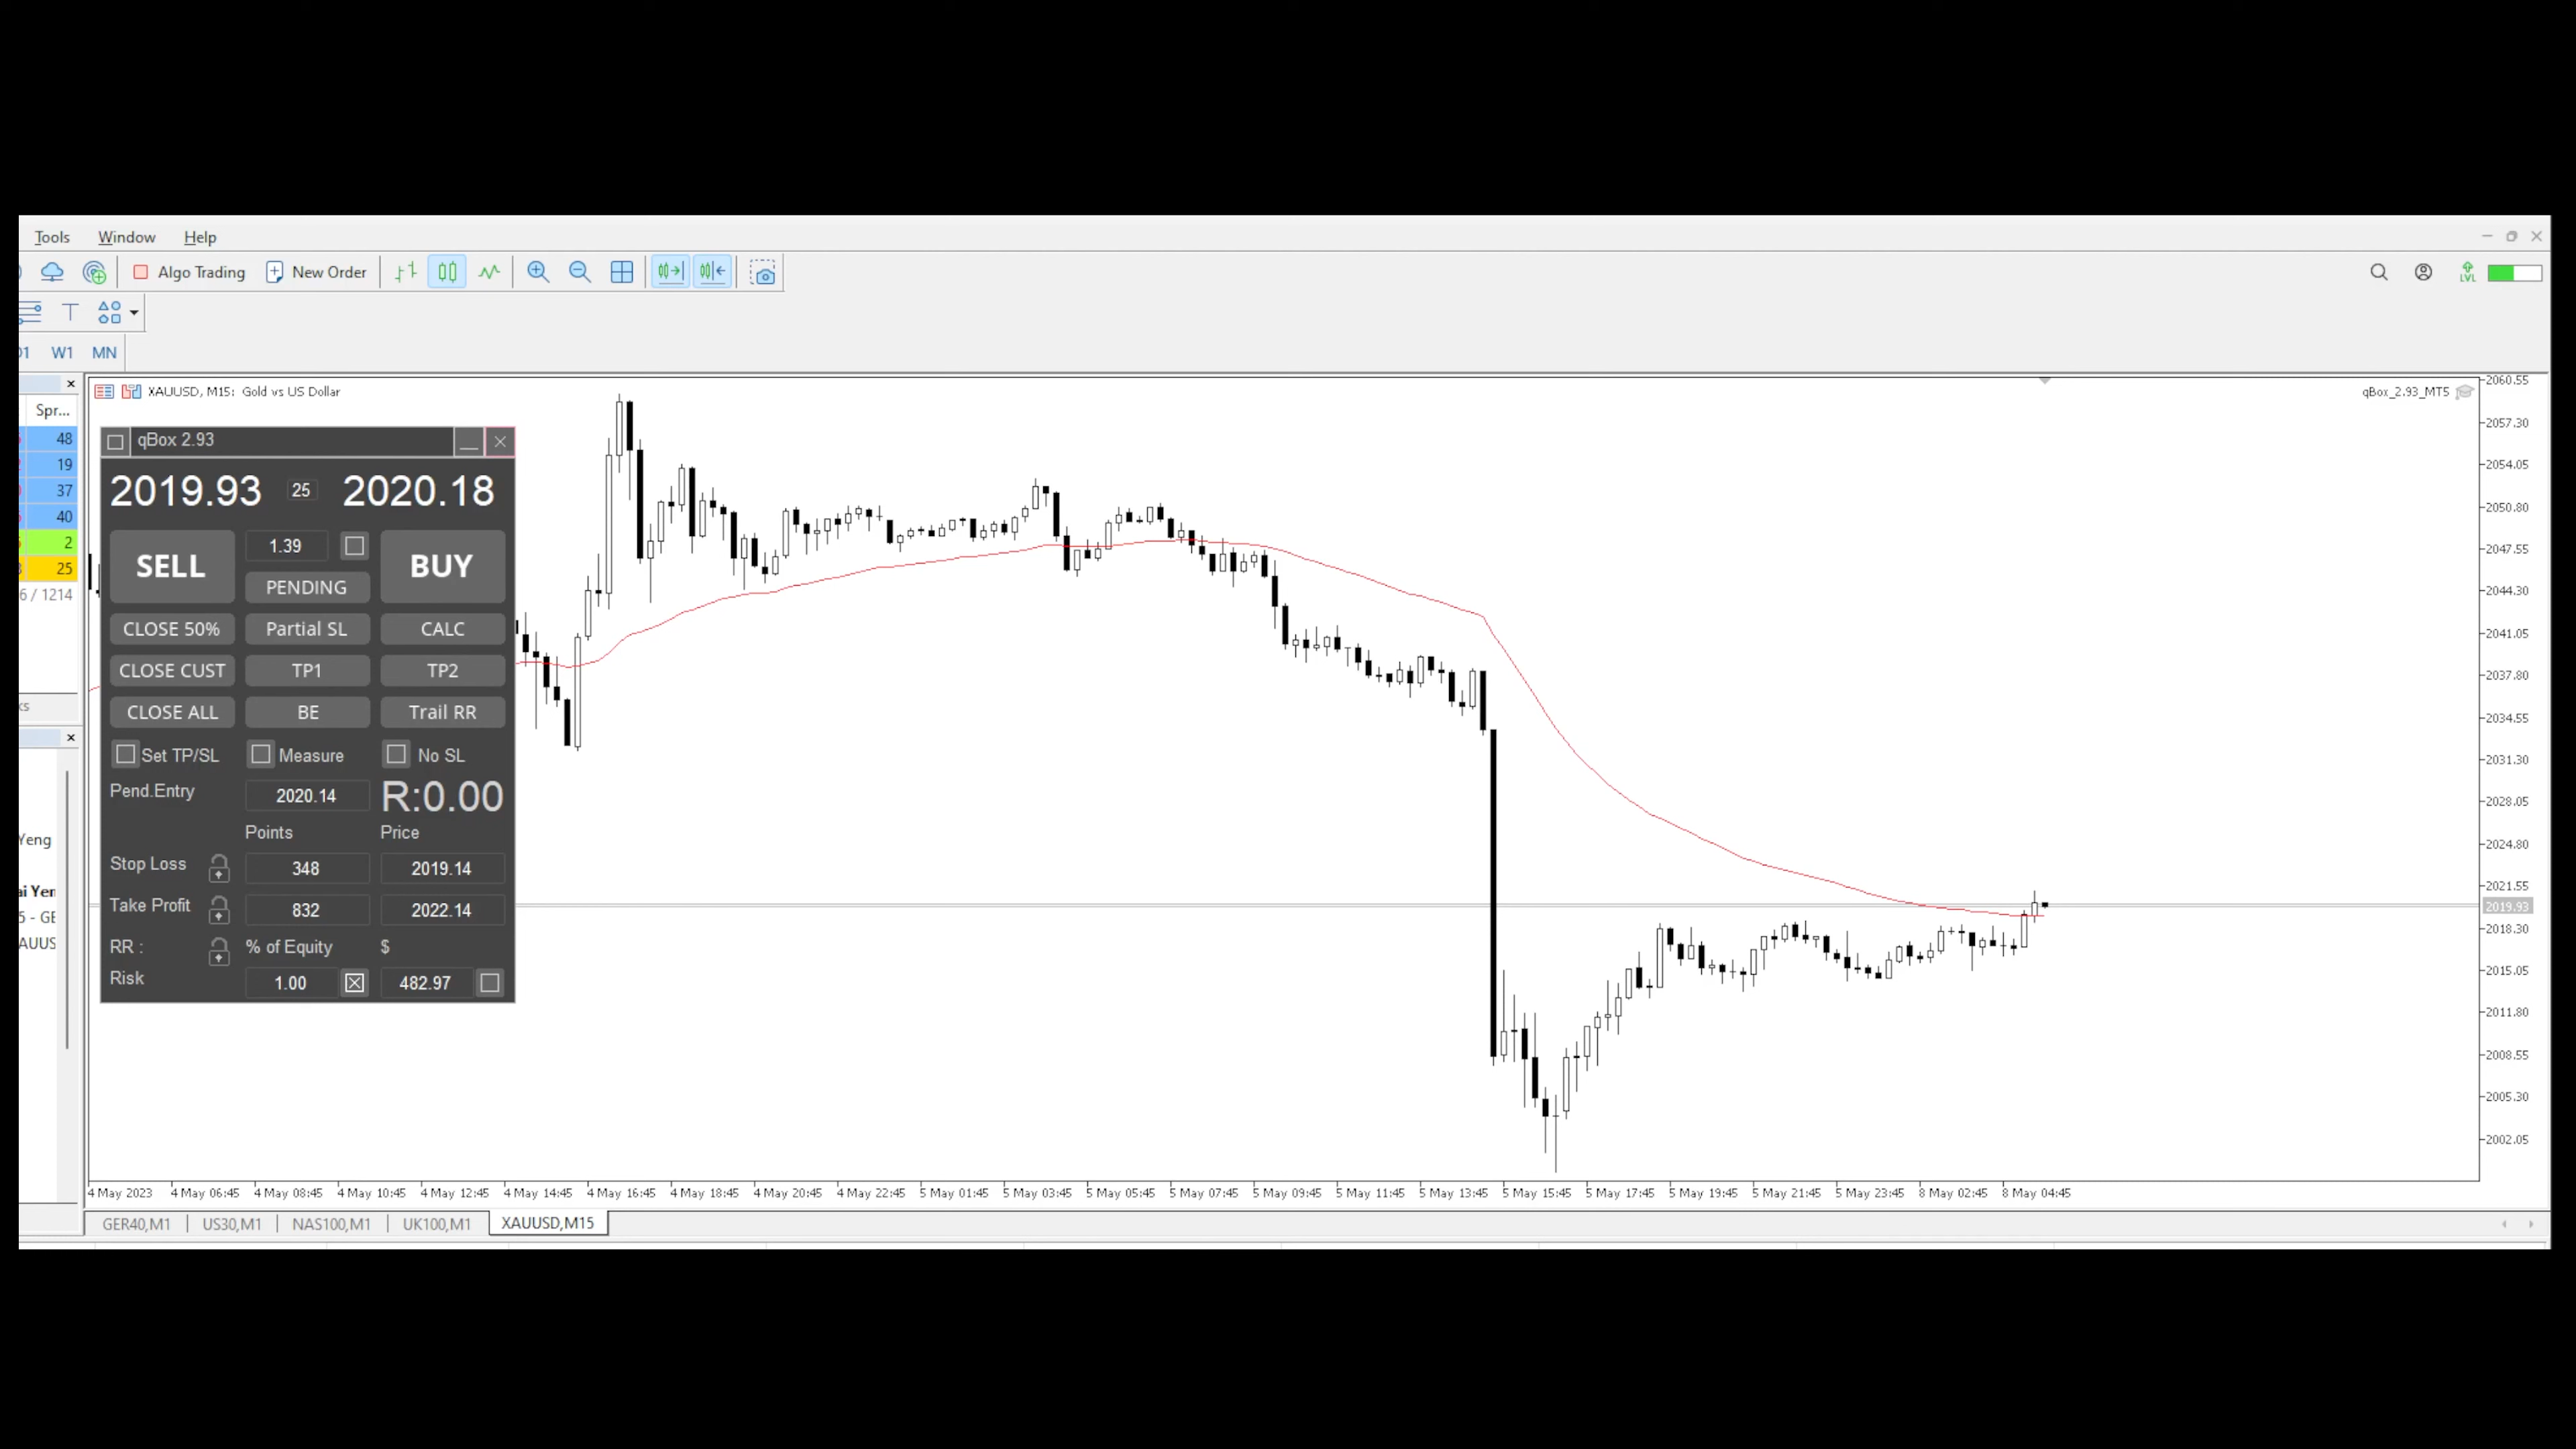 Tools Window Help
Algo Trading New Order
LVL
T
W1 MN
XAUUSD, M15: Gold vs US Dollar
qBox_2.93_MT5
Spr...
48
19
37
40
2
25
6 / 1214
qBox 2.93
2019.93 25 2020.18
SELL 1.39 BUY
PENDING
CLOSE 50% Partial SL CALC
CLOSE CUST TP1 TP2
CLOSE ALL BE Trail RR
Set TP/SL Measure No SL
Pend.Entry 2020.14 R:0.00
Points Price
Stop Loss 348 2019.14
Take Profit 832 2022.14
RR : % of Equity $
Risk 1.00 482.97
Yeng
ai Yen
5 - GE
AUUS
2060.55
2057.30
2054.05
2050.80
2047.55
2044.30
2041.05
2037.80
2034.55
2031.30
2028.05
2024.80
2021.55
2019.93
2018.30
2015.05
2011.80
2008.55
2005.30
2002.05
4 May 2023 4 May 06:45 4 May 08:45 4 May 10:45 4 May 12:45 4 May 14:45 4 May 16:45 4 May 18:45 4 May 20:45 4 May 22:45 5 May 01:45 5 May 03:45 5 May 05:45 5 May 07:45 5 May 09:45 5 May 11:45 5 May 13:45 5 May 15:45 5 May 17:45 5 May 19:45 5 May 21:45 5 May 23:45 8 May 02:45 8 May 04:45
GER40,M1 US30,M1 NAS100,M1 UK100,M1 XAUUSD,M15